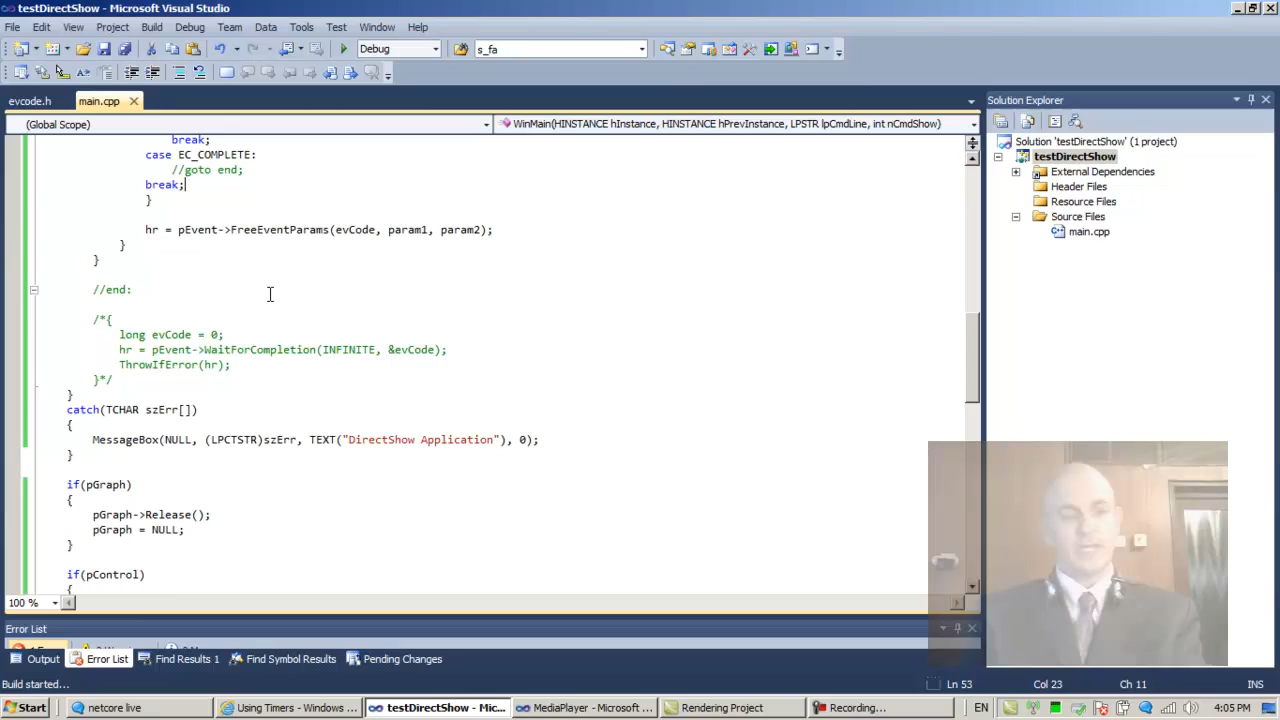 testDirectShow - Microsoft Visual Studio
File Edit View Project Build Debug Team Data Tools Test Window Help
Debug s_fa
evcode.h main.cpp
(Global Scope) WinMain(HINSTANCE hInstance, HINSTANCE hPrevInstance, LPSTR lpCmdLine, int nCmdShow)
break;
case EC_COMPLETE:
//goto end;
break;
}
hr = pEvent->FreeEventParams(evCode, param1, param2);
}
}
//end:
/*{
long evCode = 0;
hr = pEvent->WaitForCompletion(INFINITE, &evCode);
ThrowIfError(hr);
}*/
}
catch(TCHAR szErr[])
{
MessageBox(NULL, (LPCTSTR)szErr, TEXT("DirectShow Application"), 0);
}
if(pGraph)
{
pGraph->Release();
pGraph = NULL;
}
if(pControl)
{
100 %
Solution Explorer
Solution 'testDirectShow' (1 project)
testDirectShow
External Dependencies
Header Files
Resource Files
Source Files
main.cpp
Error List
Output Error List Find Results 1 Find Symbol Results Pending Changes
Build started... Ln 53 Col 23 Ch 11 INS
Start netcore live Using Timers - Windows ... testDirectShow - Mic... MediaPlayer - Microsoft ... Rendering Project Recording... EN 4:05 PM